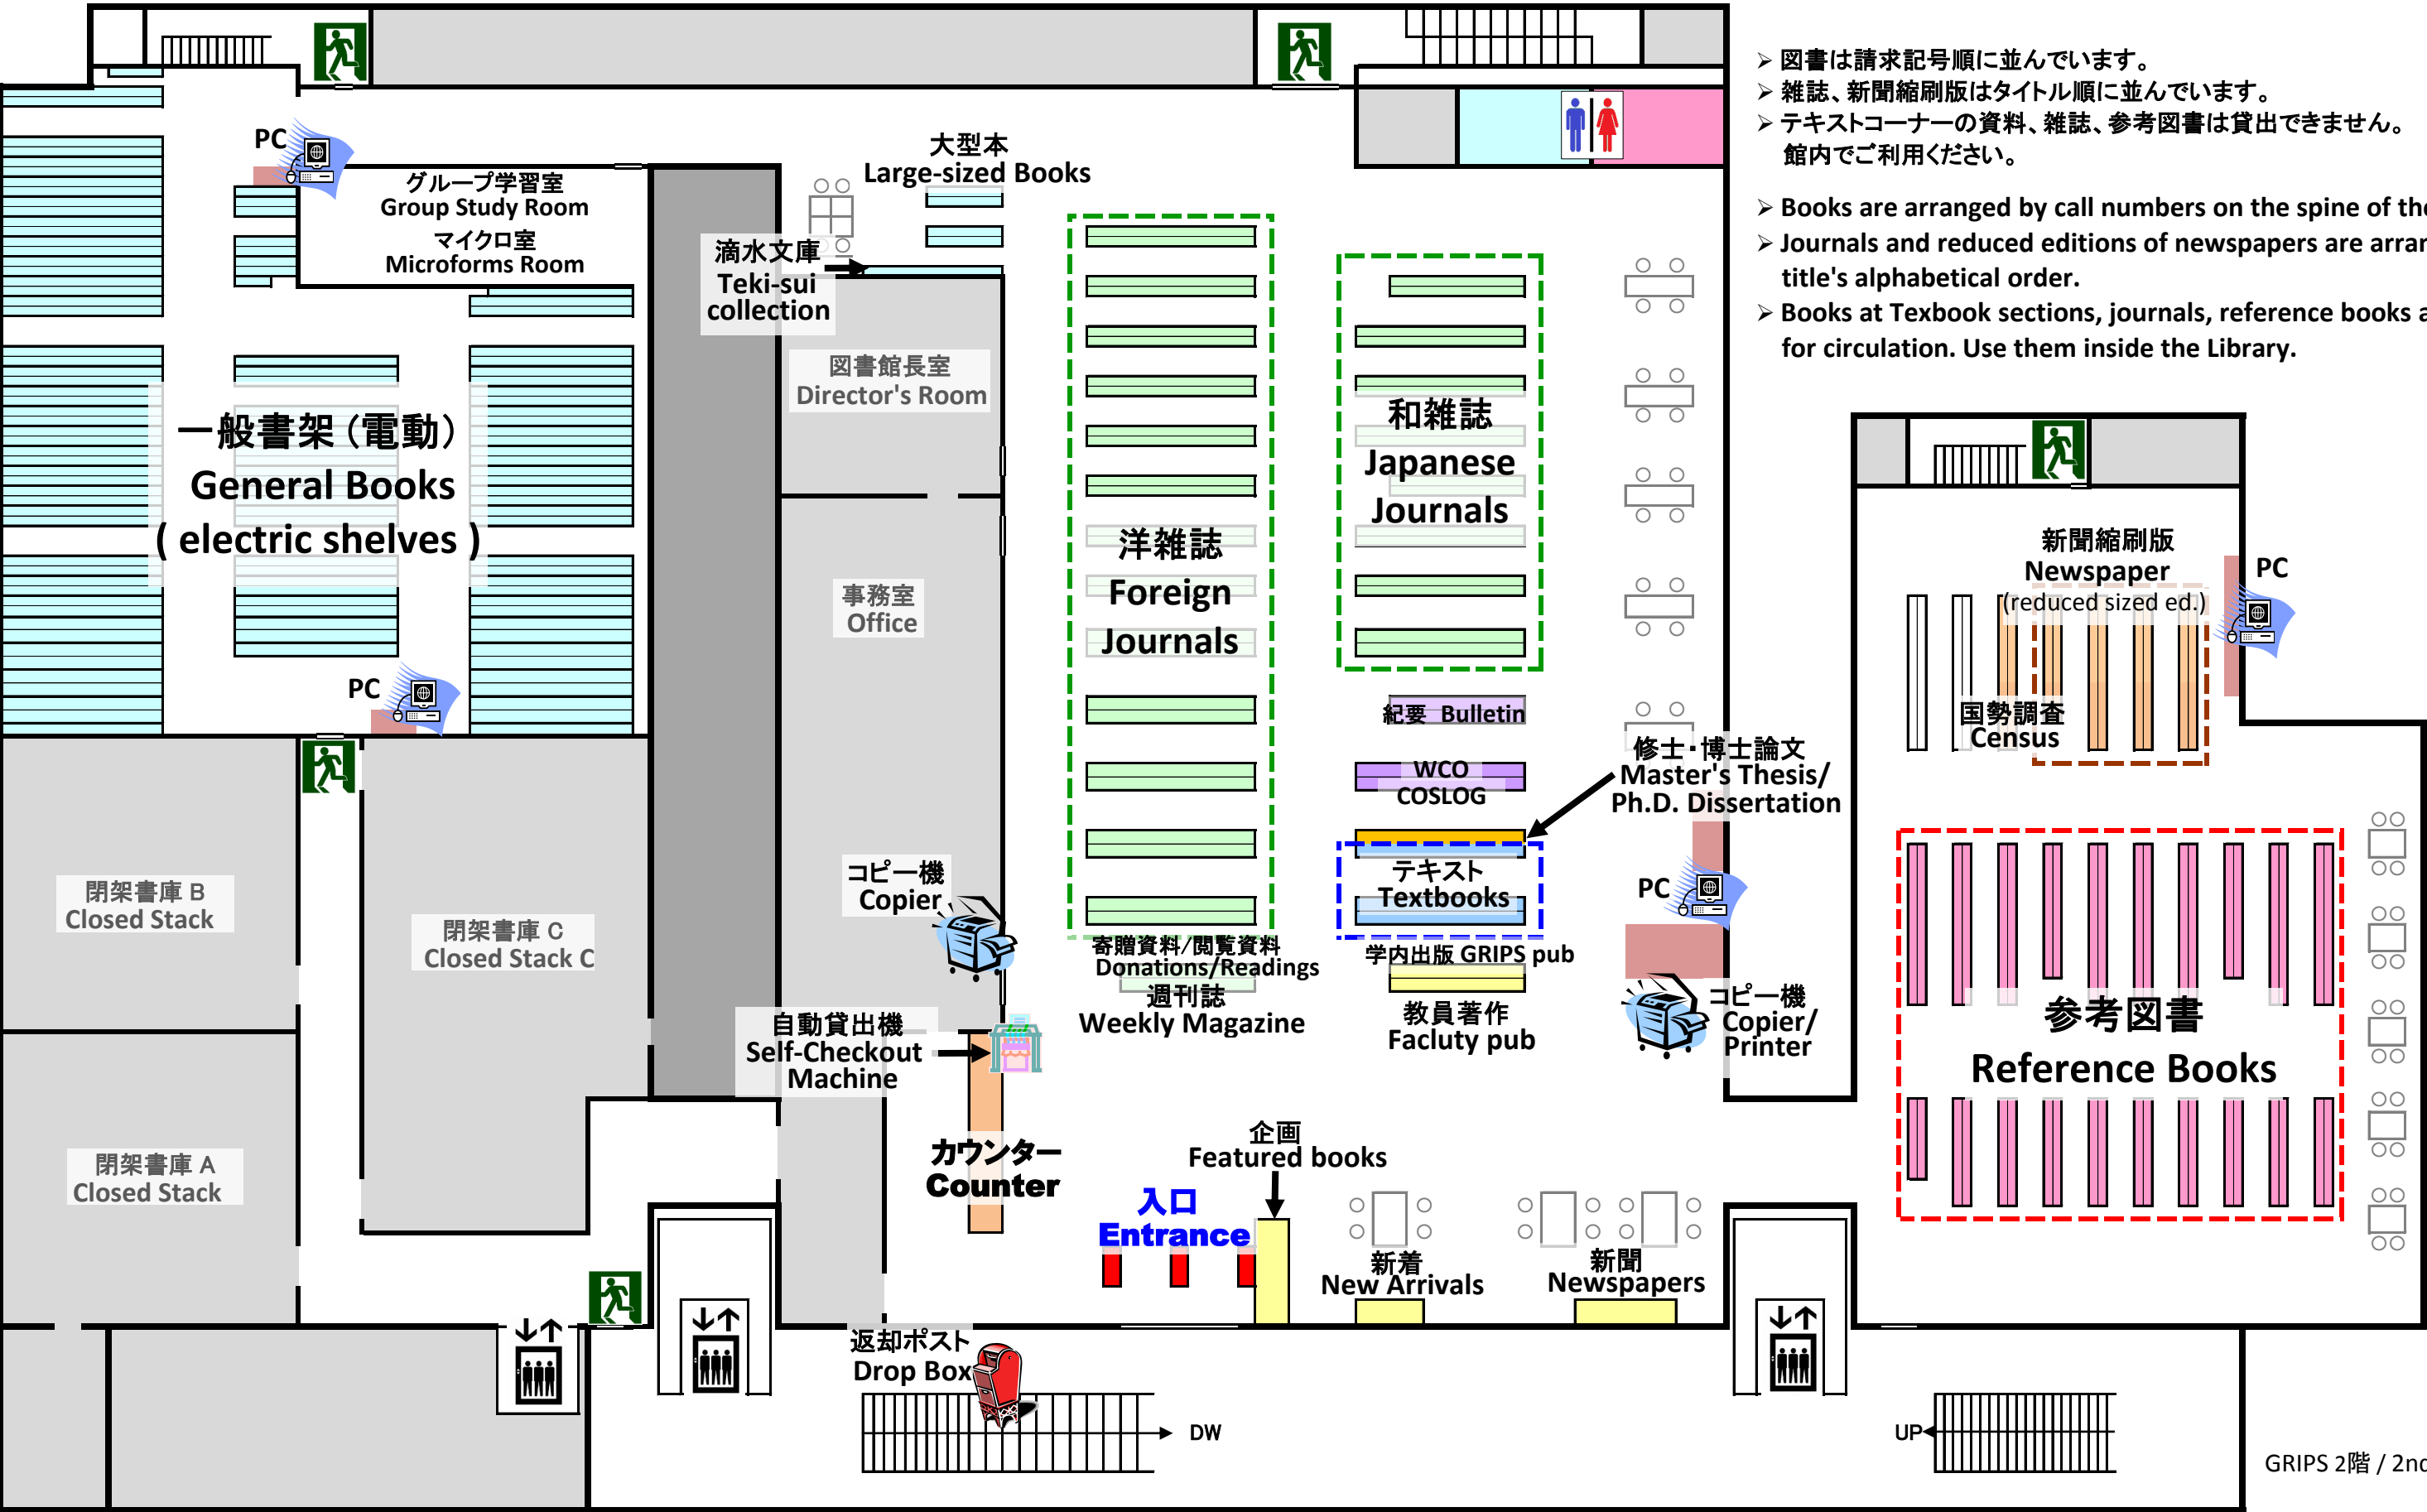 ➢ 図書は請求記号順に並んでいます。
➢ 雑誌、新聞縮刷版はタイトル順に並んでいます。
➢ テキストコーナーの資料、雑誌、参考図書は貸出できません。
館内でご利用ください。
➢ Books are arranged by call numbers on the spine of the
➢ Journals and reduced editions of newspapers are
title's alphabetical order.
➢ Books at Texbook sections, journals, reference books
for circulation. Use them inside the Library.
PC
グループ学習室
Group Study Room
マイクロ室
Microforms Room
大型本
Large-sized Books
滴水文庫
Teki-sui
collection
図書館長室
Director's Room
一般書架（電動）
General Books
( electric shelves )
和雑誌
Japanese
Journals
洋雑誌
Foreign
Journals
事務室
Office
新聞縮刷版
Newspaper
(reduced sized ed.)
PC
国勢調査
Census
PC
紀要 Bulletin
WCO
COSLOG
修士・博士論文
Master's Thesis/
Ph.D. Dissertation
テキスト
Textbooks
PC
コピー機
Copier
閉架書庫 B
Closed Stack
閉架書庫 C
Closed Stack C
寄贈資料/閲覧資料
Donations/Readings
週刊誌
Weekly Magazine
学内出版 GRIPS pub
教員著作
Facluty pub
コピー機
Copier/
Printer
参考図書
Reference Books
自動貸出機
Self-Checkout
Machine
閉架書庫 A
Closed Stack
カウンター
Counter
企画
Featured books
入口
Entrance
新着
New Arrivals
新聞
Newspapers
返却ポスト
Drop Box
DW
UP
GRIPS 2階 / 2nd